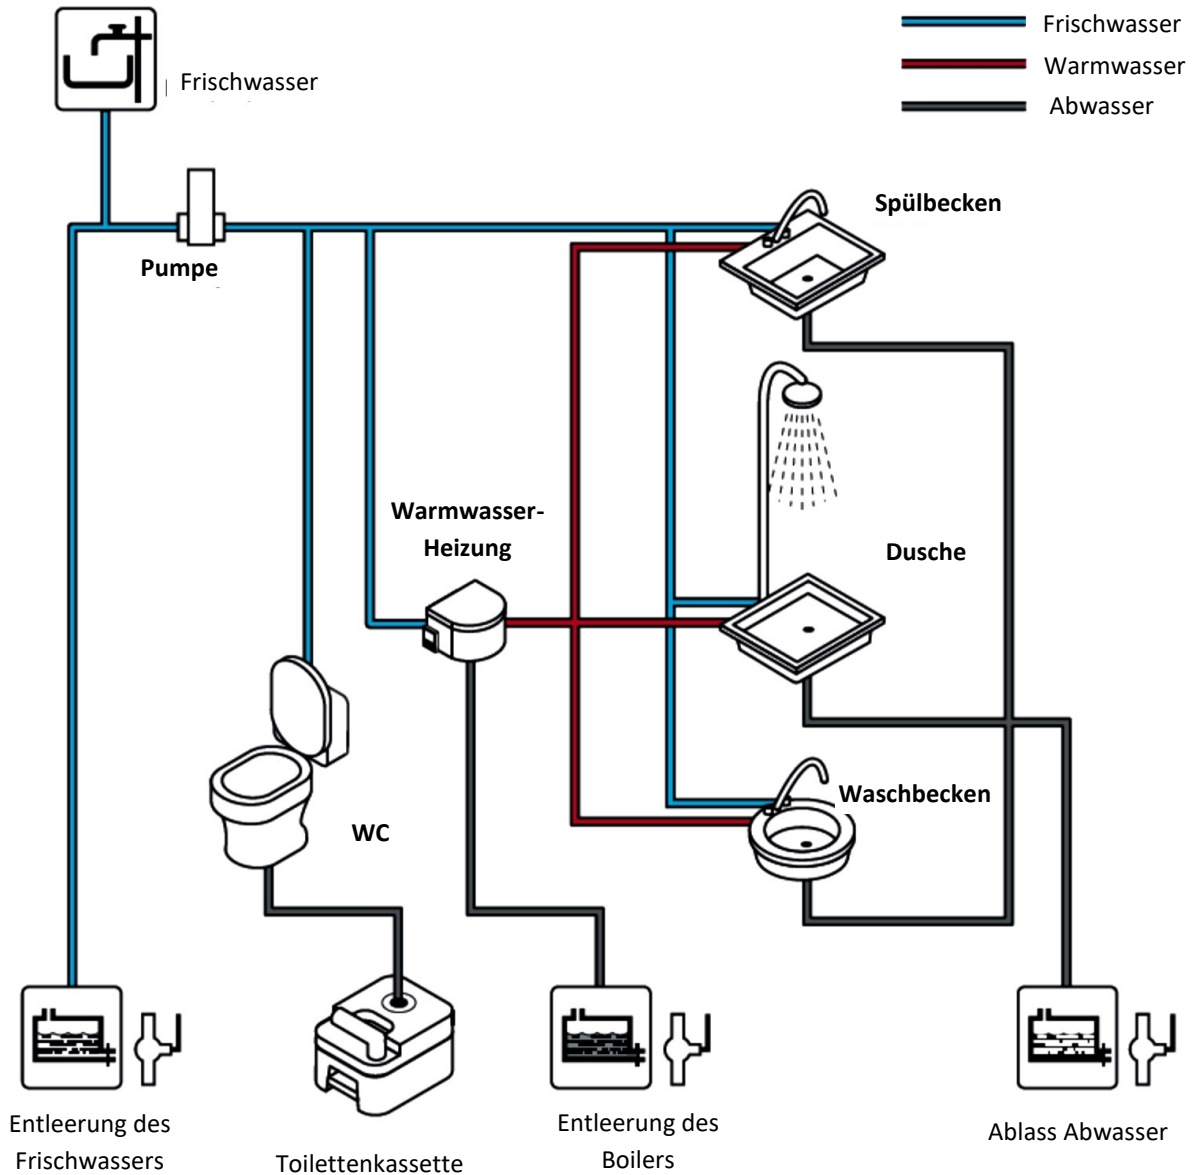 Frischwasser
Warmwasser
Abwasser
Frischwasser
Spülbecken
Pumpe
Warmwasser-
Heizung
Dusche
Waschbecken
WC
Entleerung des
Frischwassers
Toilettenkassette
Entleerung des
Boilers
Ablass Abwasser